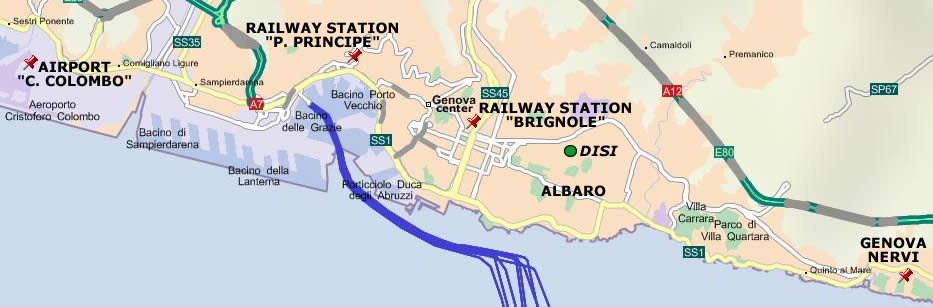 Sestri Ponente
SS35
RAILWAY STATION
"P. PRINCIPE"
Camaldoli
Premanico
AIRPORT
"C. COLOMBO"
Cornigliano Ligure
Sampierdarena
A7
Aeroporto
Cristoforo Colombo
Bacino di
Sampierdarena
Bacino della
Lanterna
Bacino
delle Grazie
Bacino Porto
Vecchio
Genova
center
SS45
RAILWAY STATION
"BRIGNOLE"
A12
SP67
SS1
E80
DISI
ALBARO
Porticciolo Duca
degli Abruzzi
Villa
Carrara
Parco di
Villa Quartara
SS1
GENOVA
NERVI
Quinto al Mare